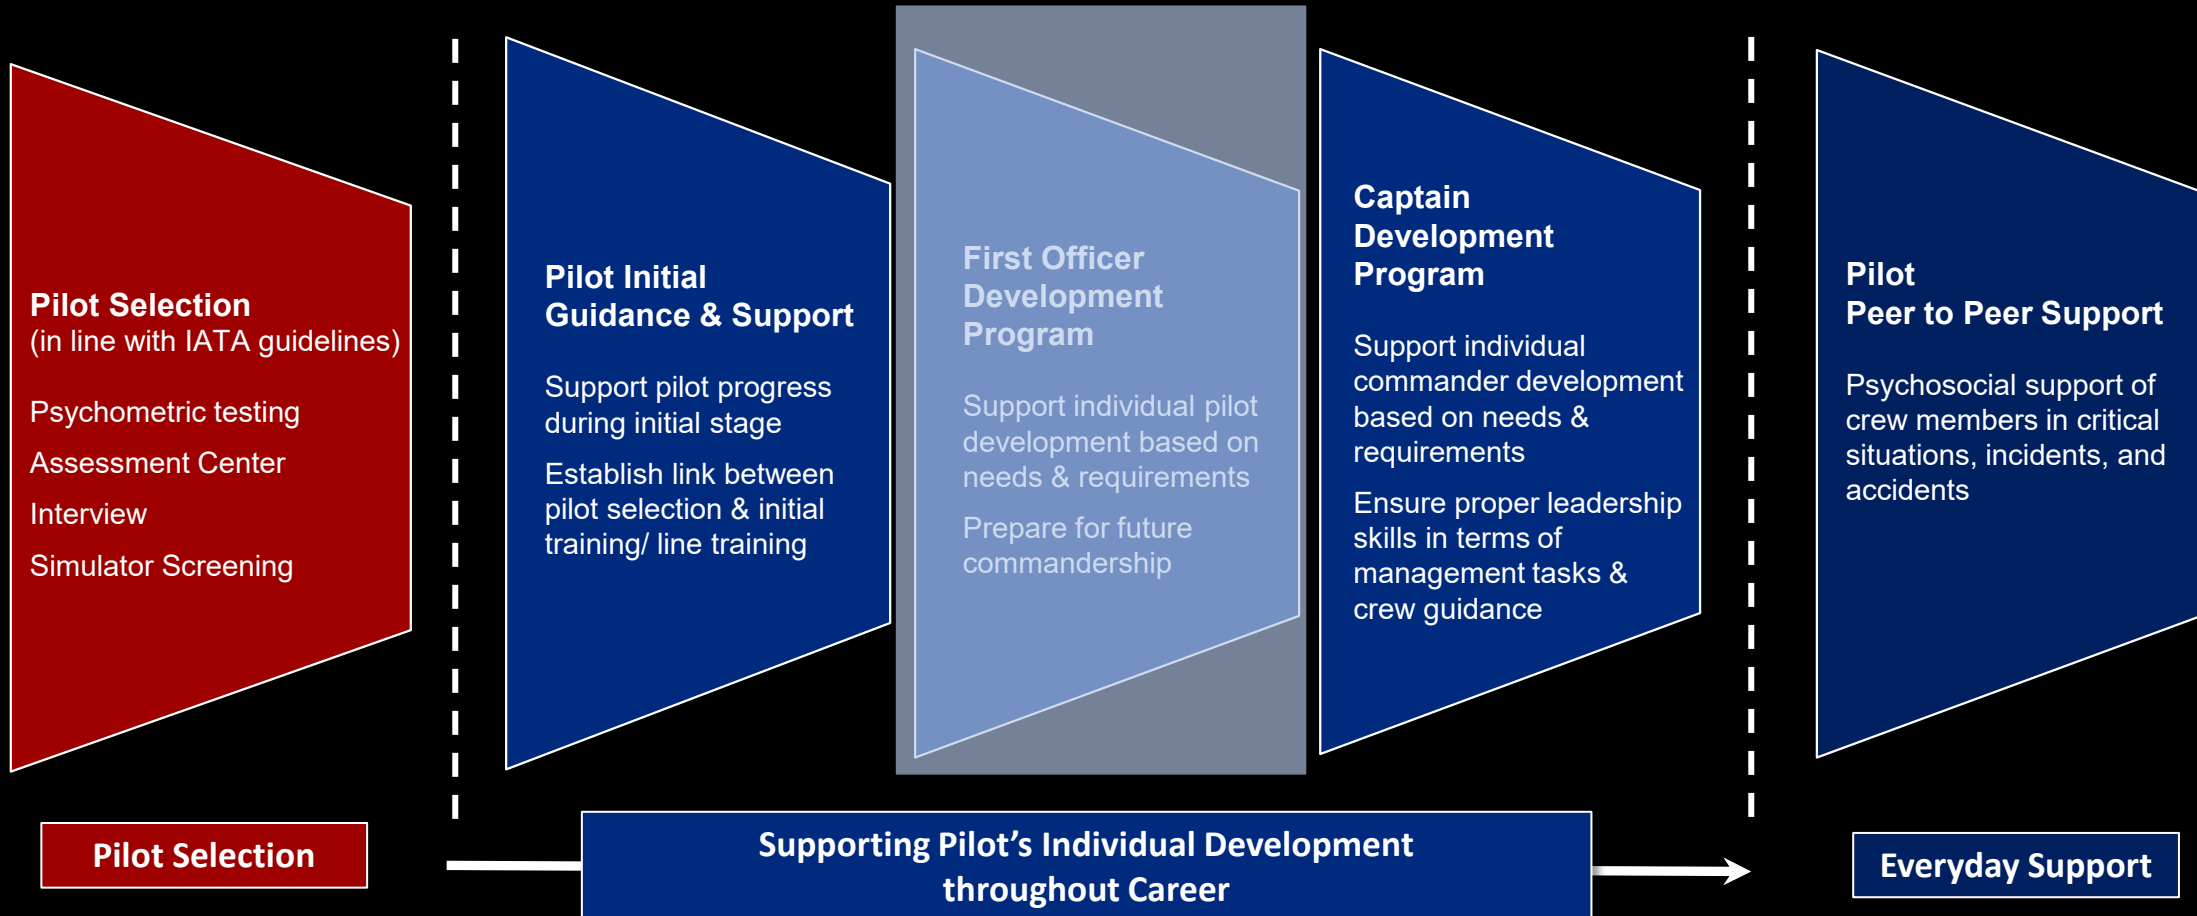 Pilot Selection
(in line with IATA guidelines)
Psychometric testing
Assessment Center
Interview
Simulator Screening
Pilot Initial
Guidance & Support
Support pilot progress
during initial stage
Establish link between
pilot selection & initial
training/ line training
First Officer
Development
Program
Support individual pilot
development based on
needs & requirements
Prepare for future
commandership
Captain
Development
Program
Support individual
commander development
based on needs &
requirements
Ensure proper leadership
skills in terms of
management tasks &
crew guidance
Pilot
Peer to Peer Support
Psychosocial support of
crew members in critical
situations, incidents, and
accidents
Pilot Selection
Supporting Pilot’s Individual Development
throughout Career
Everyday Support